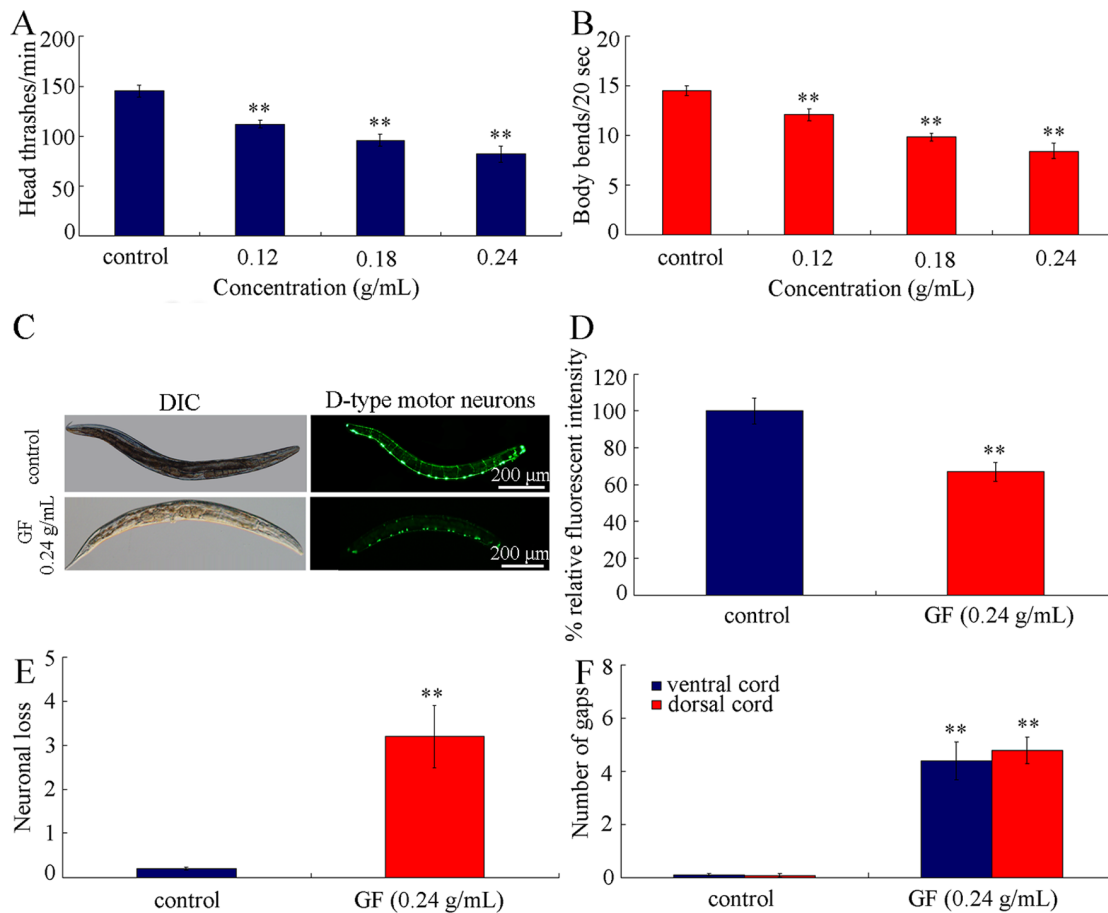 A
Head thrashes/min
200
150
100
50
0
**
**
**
control
0.12
0.18
0.24
Concentration (g/mL)
B
Body bends/20 sec
20
15
10
5
0
**
**
**
control
0.12
0.18
0.24
Concentration (g/mL)
C
DIC
D-type motor neurons
control
200 μm
GF
0.24 g/mL
200 μm
D
% relative fluorescent intensity
120
100
80
60
40
20
0
**
control
GF (0.24 g/mL)
E
Neuronal loss
5
4
3
2
1
0
**
control
GF (0.24 g/mL)
F
Number of gaps
8
6
4
2
0
ventral cord
dorsal cord
**
**
control
GF (0.24 g/mL)